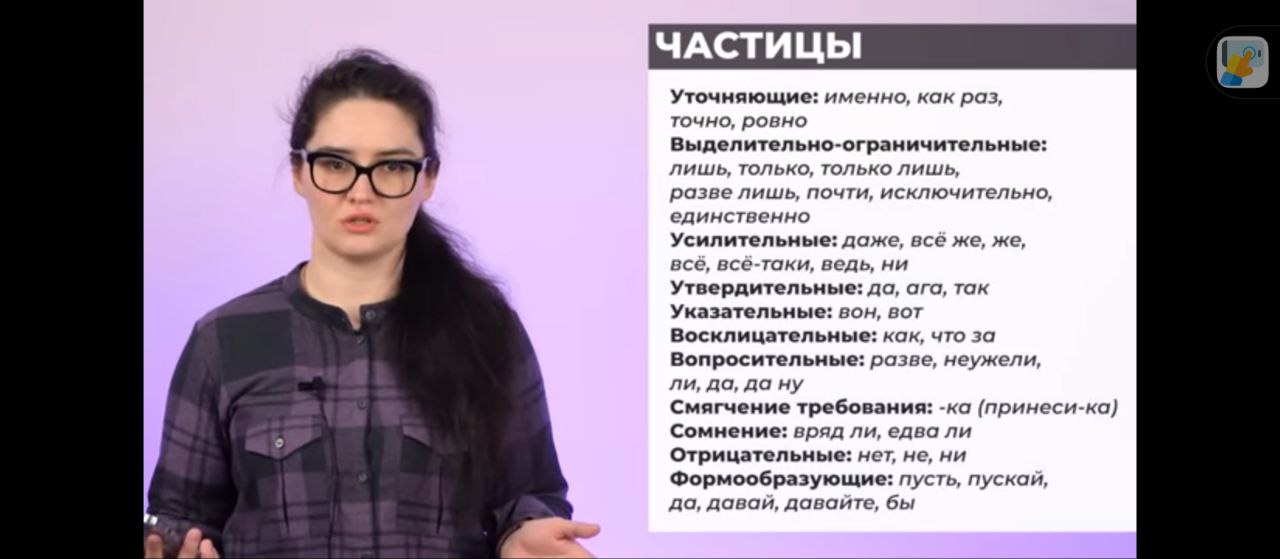 ЧАСТИЦЫ
Уточняющие: именно, как раз,
точно, ровно
Выделительно-ограничительные:
лишь, только, только лишь,
разве лишь, почти, исключительно,
единственно
Усилительные: даже, всё же, же,
всё, всё-таки, ведь, ни
Утвердительные: да, ага, так
Указательные: вон, вот
Восклицательные: как, что за
Вопросительные: разве, неужели,
ли, да, да ну
Смягчение требования: -ка (принеси-ка)
Сомнение: вряд ли, едва ли
Отрицательные: нет, не, ни
Формообразующие: пусть, пускай,
да, давай, давайте, бы